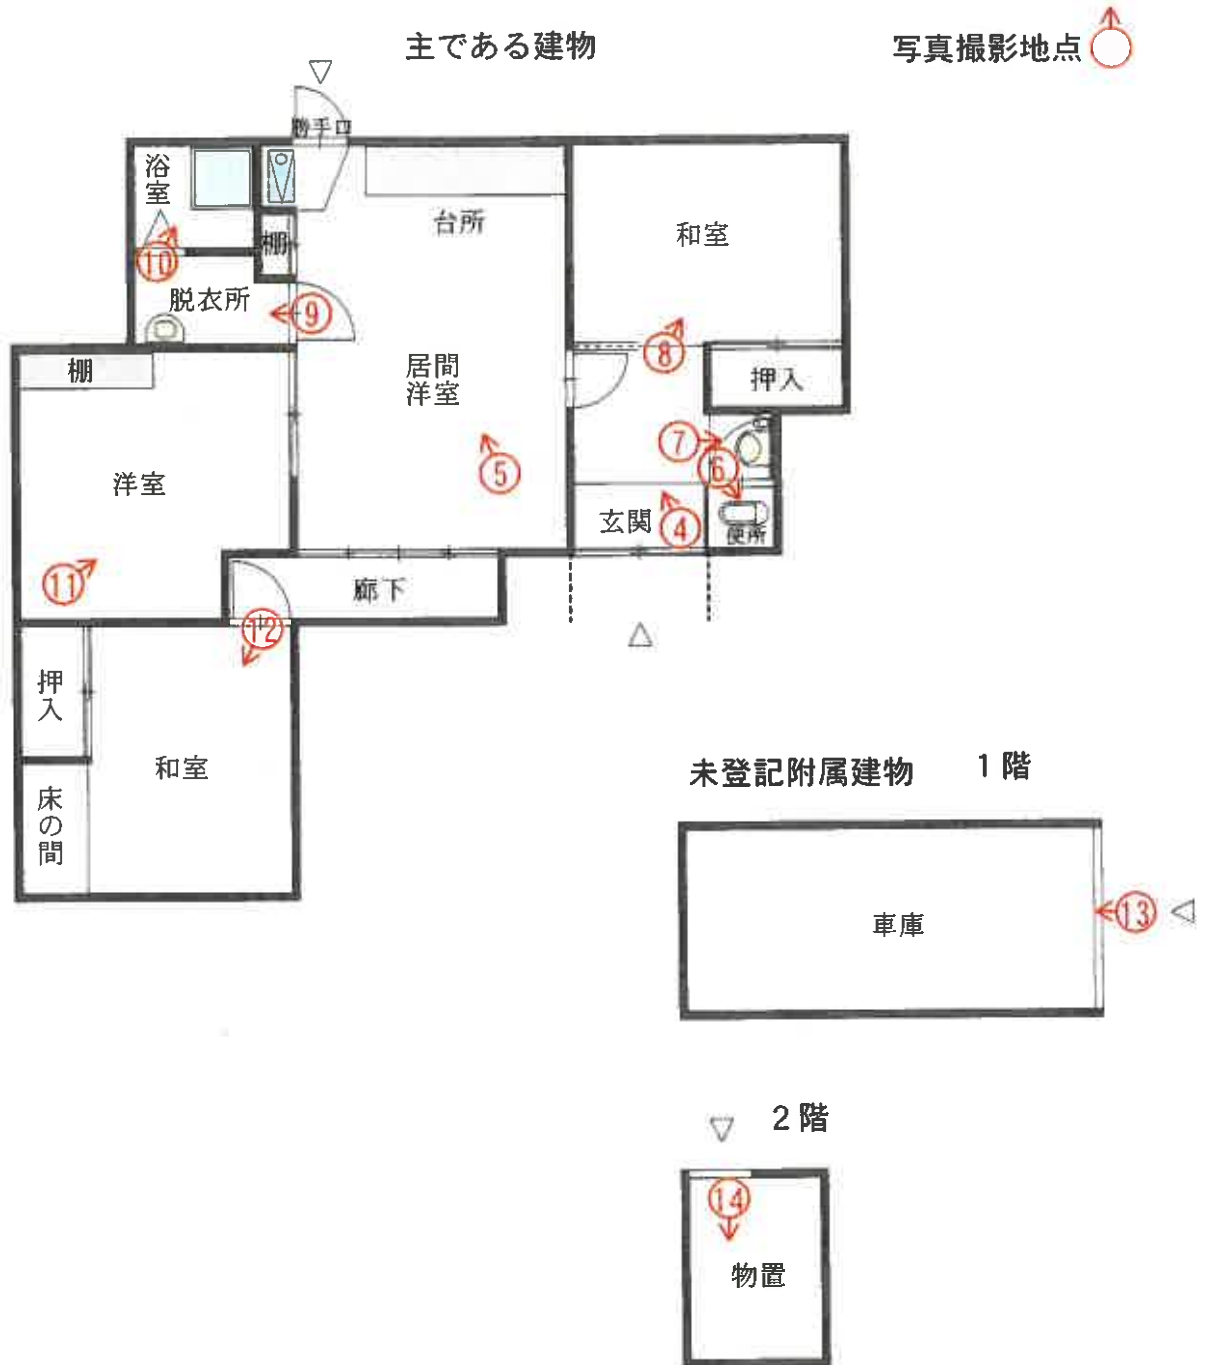 主である建物
写真撮影地点
勝手口
浴室
台所
和室
棚
⑩
脱衣所
⑨
⑧
棚
居間
洋室
押入
⑦
⑥
⑤
洋室
玄関
④
便所
⑪
廊下
⑫
押入
和室
床の間
未登記附属建物 1階
車庫
⑬
2階
⑭
物置